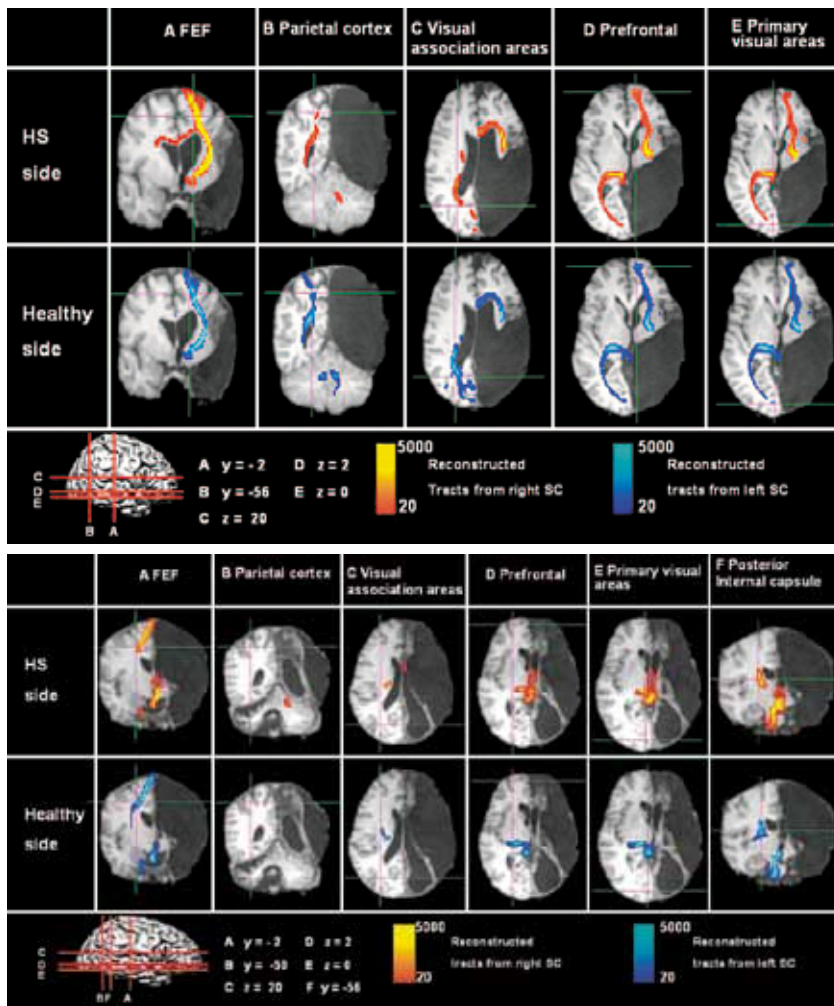 A FEF
B Parietal cortex
C Visual
association areas
D Prefrontal
E Primary
visual areas
HS
side
Healthy
side
C
D
E
B A
A y = -2 D z = 2
B y = -56 E z = 0
C z = 20
5000
20
Reconstructed
Tracts from right SC
5000
20
Reconstructed
tracts from left SC
A FEF
B Parietal cortex
C Visual
association areas
D Prefrontal
E Primary visual
areas
F Posterior
Internal capsule
HS
side
Healthy
side
C
D
E
BF A
A y = -2 D z = 2
B y = -50 E z = 0
C z = 20 F y = -56
5000
20
Reconstructed
tracts from right SC
5000
20
Reconstructed
tracts from left SC